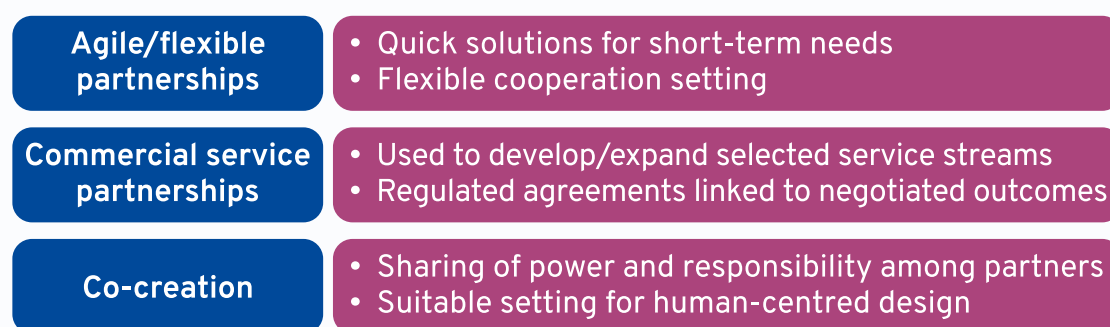 Agile/flexible
partnerships
• Quick solutions for short-term needs
• Flexible cooperation setting
Commercial service
partnerships
• Used to develop/expand selected service streams
• Regulated agreements linked to negotiated outcomes
Co-creation
• Sharing of power and responsibility among partners
• Suitable setting for human-centred design